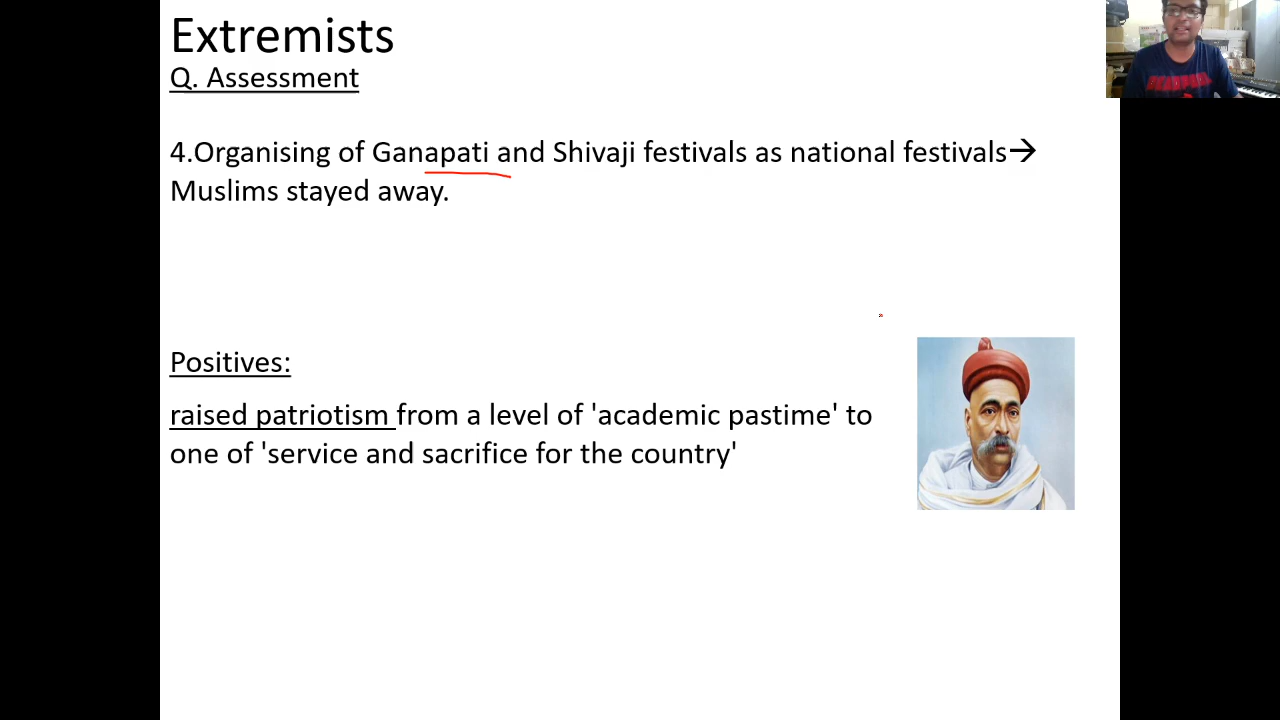 Extremists
Q. Assessment
4.Organising of Ganapati and Shivaji festivals as national festivals→
Muslims stayed away.
Positives:
raised patriotism from a level of 'academic pastime' to
one of 'service and sacrifice for the country'